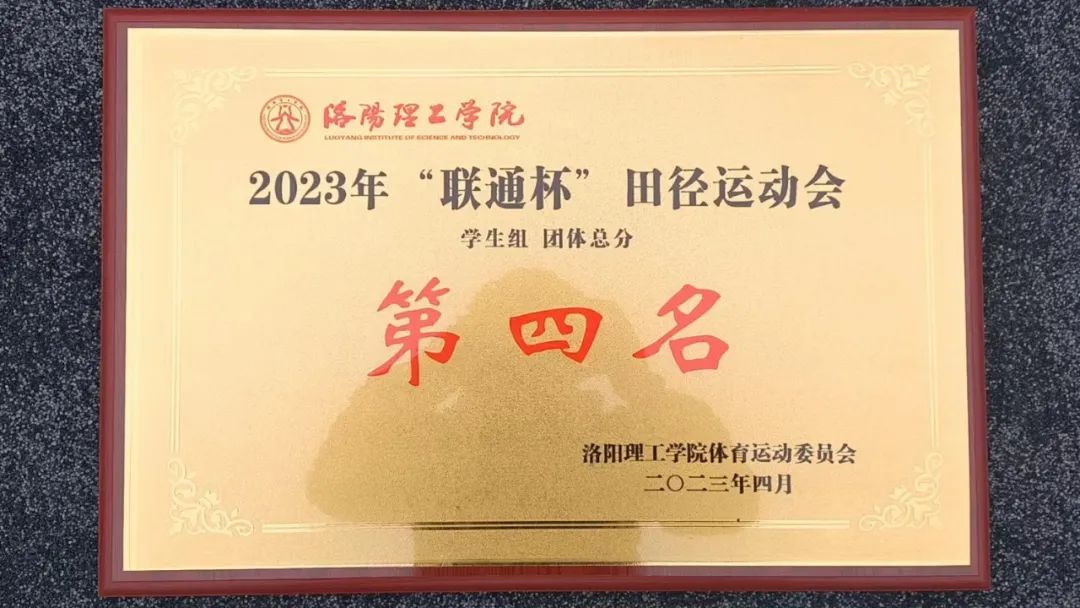 洛阳理工学院
LUOYANG INSTITUTE OF SCIENCE AND TECHNOLOGY
2023年“联通杯”田径运动会
学生组 团体总分
第四名
洛阳理工学院体育运动委员会
二〇二三年四月